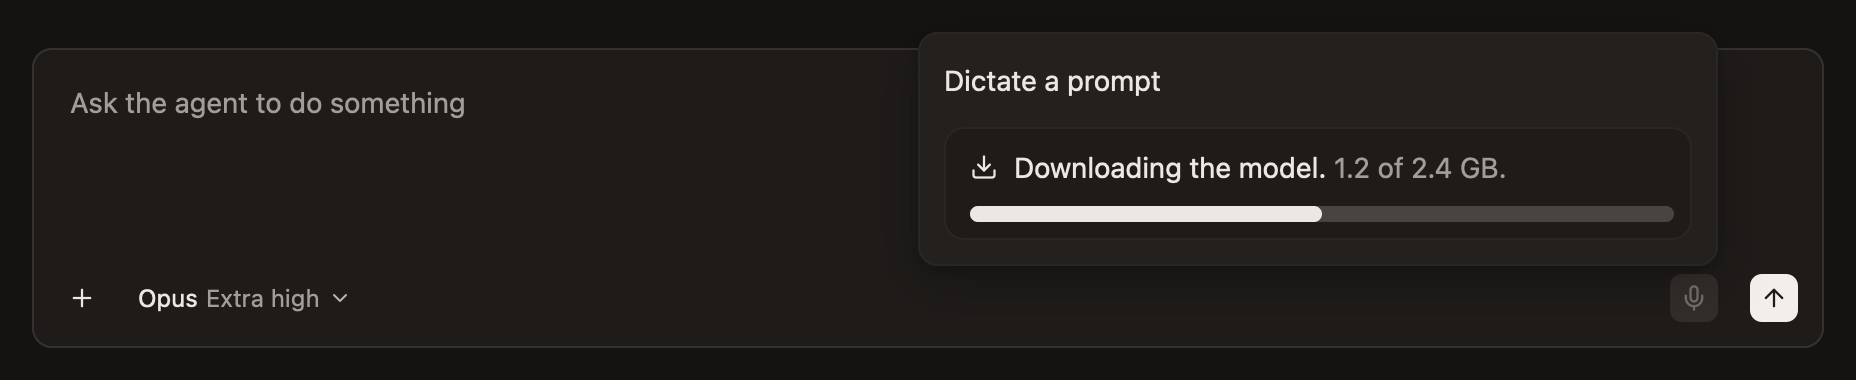 Dictate a prompt
Ask the agent to do something
Downloading the model. 1.2 of 2.4 GB.
Opus Extra high